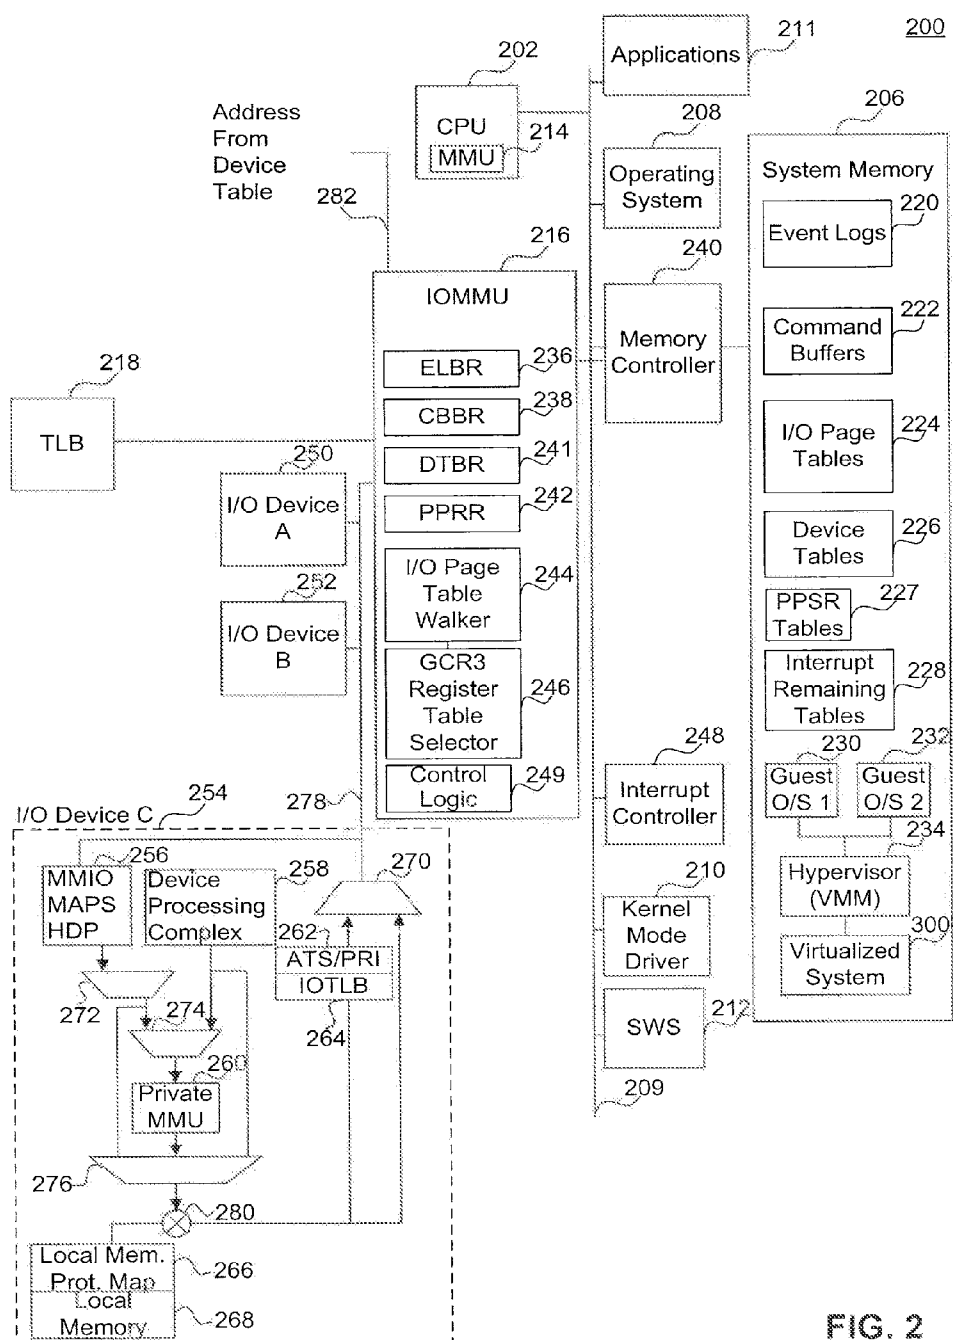 200
Applications
211
202
CPU
MMU
214
Address
From
Device
Table
282
208
Operating
System
206
System Memory
220
Event Logs
216
IOMMU
240
Memory
Controller
222
Command
Buffers
ELBR
236
218
TLB
CBBR
238
DTBR
241
PPRR
242
224
I/O Page
Tables
250
I/O Device
A
I/O Page
Table
Walker
244
Device
Tables
226
PPSR
Tables
227
252
I/O Device
B
GCR3
Register
Table
Selector
246
Interrupt
Remaining
Tables
228
Control
Logic
249
248
Interrupt
Controller
230
Guest
O/S 1
232
Guest
O/S 2
234
Hypervisor
(VMM)
278
I/O Device C
254
256
MMIO
MAPS
HDP
Device
Processing
Complex
258
270
262
ATS/PRI
IOTLB
264
210
Kernel
Mode
Driver
300
Virtualized
System
272
274
SWS
212
260
Private
MMU
209
276
280
Local Mem.
Prot. Map
266
Local
Memory
268
FIG. 2